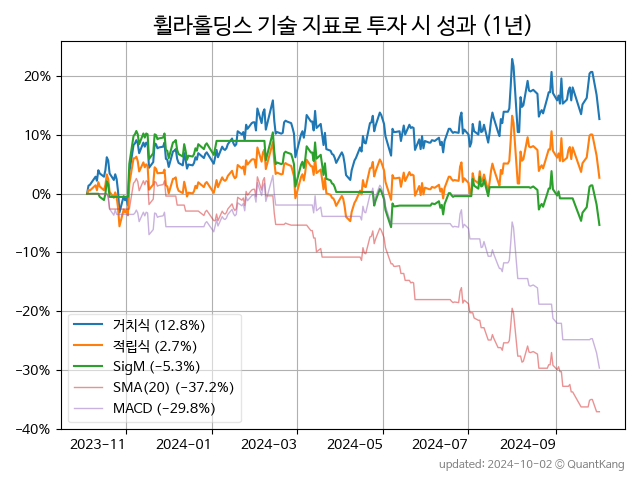 휠라홀딩스 기술 지표로 투자 시 성과 (1년)
20%
10%
0%
−10%
−20%
−30%
−40%
거치식 (12.8%)
적립식 (2.7%)
SigM (−5.3%)
SMA(20) (−37.2%)
MACD (−29.8%)
2023-11 2024-01 2024-03 2024-05 2024-07 2024-09
updated: 2024-10-02 © QuantKang